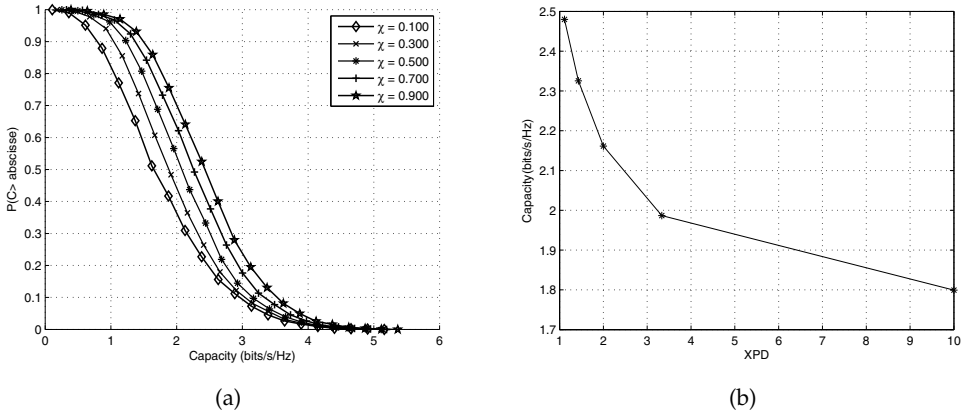 1
0.9
0.8
0.7
0.6
0.5
0.4
0.3
0.2
0.1
0
P(C> abscisse)
0 1 2 3 4 5 6
Capacity (bits/s/Hz)
χ = 0.100
χ = 0.300
χ = 0.500
χ = 0.700
χ = 0.900
(a)
2.5
2.4
2.3
2.2
2.1
2
1.9
1.8
1.7
Capacity(bits/s/Hz)
1 2 3 4 5 6 7 8 9 10
XPD
(b)